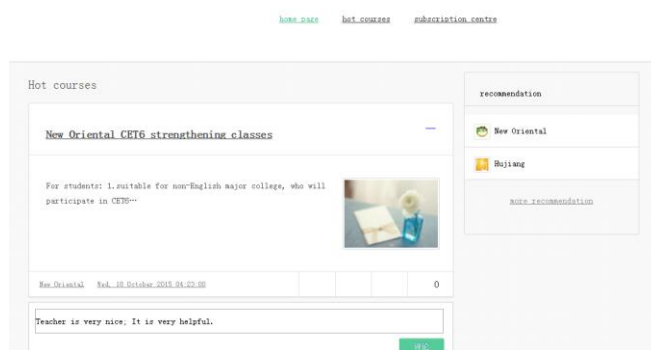 home page hot courses subscription centre
Hot courses
recommendation
New Oriental CET6 strengthening classes
New Oriental
Hujiang
For students: 1.suitable for non-English major college, who will
participate in CET6…
more recommendation
New Oriental Wed, 10 October 2015 04:23:00
0
Teacher is very nice, It is very helpful.